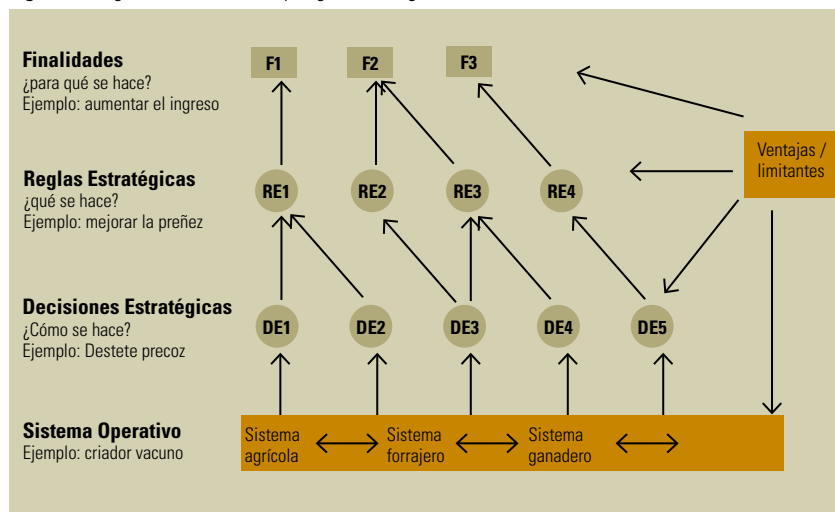 Finalidades
¿para qué se hace?
Ejemplo: aumentar el ingreso
F1
F2
F3
Ventajas /
limitantes
Reglas Estratégicas
¿qué se hace?
Ejemplo: mejorar la preñez
RE1
RE2
RE3
RE4
Decisiones Estratégicas
¿Cómo se hace?
Ejemplo: Destete precoz
DE1
DE2
DE3
DE4
DE5
Sistema Operativo
Ejemplo: criador vacuno
Sistema
agrícola
Sistema
forrajero
Sistema
ganadero